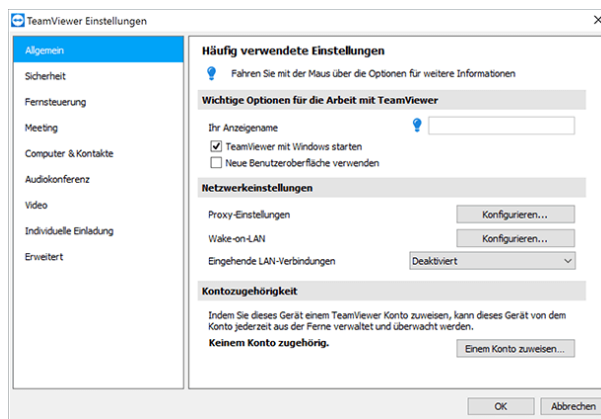 TeamViewer Einstellungen
Allgemein
Sicherheit
Fernsteuerung
Meeting
Computer & Kontakte
Audiokonferenz
Video
Individuelle Einladung
Erweitert
Häufig verwendete Einstellungen
Fahren Sie mit der Maus über die Optionen für weitere Informationen
Wichtige Optionen für die Arbeit mit TeamViewer
Ihr Anzeigename
TeamViewer mit Windows starten
Neue Benutzeroberfläche verwenden
Netzwerkeinstellungen
Proxy-Einstellungen Konfigurieren...
Wake-on-LAN Konfigurieren...
Eingehende LAN-Verbindungen Deaktiviert
Kontozugehörigkeit
Indem Sie dieses Gerät einem TeamViewer Konto zuweisen, kann dieses Gerät von dem
Konto jederzeit aus der Ferne verwaltet und überwacht werden.
Keinem Konto zugehörig.
Einem Konto zuweisen...
OK Abbrechen